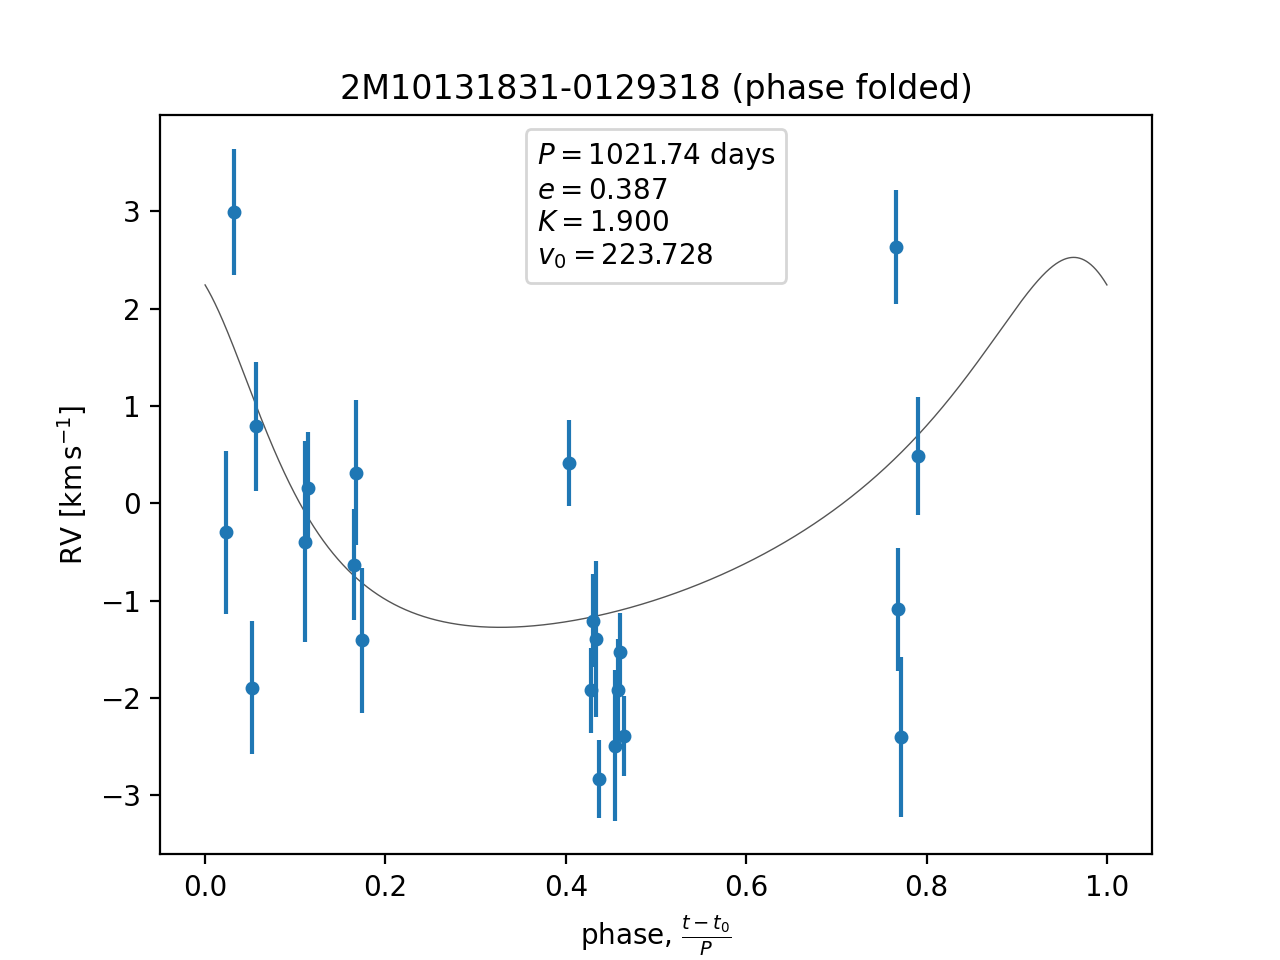 2M10131831-0129318 (phase folded)
P = 1021.74 days
e = 0.387
K = 1.900
v₀ = 223.728
RV [km s⁻¹]
3
2
1
0
−1
−2
−3
0.0 0.2 0.4 0.6 0.8 1.0
phase, (t − t₀)/P